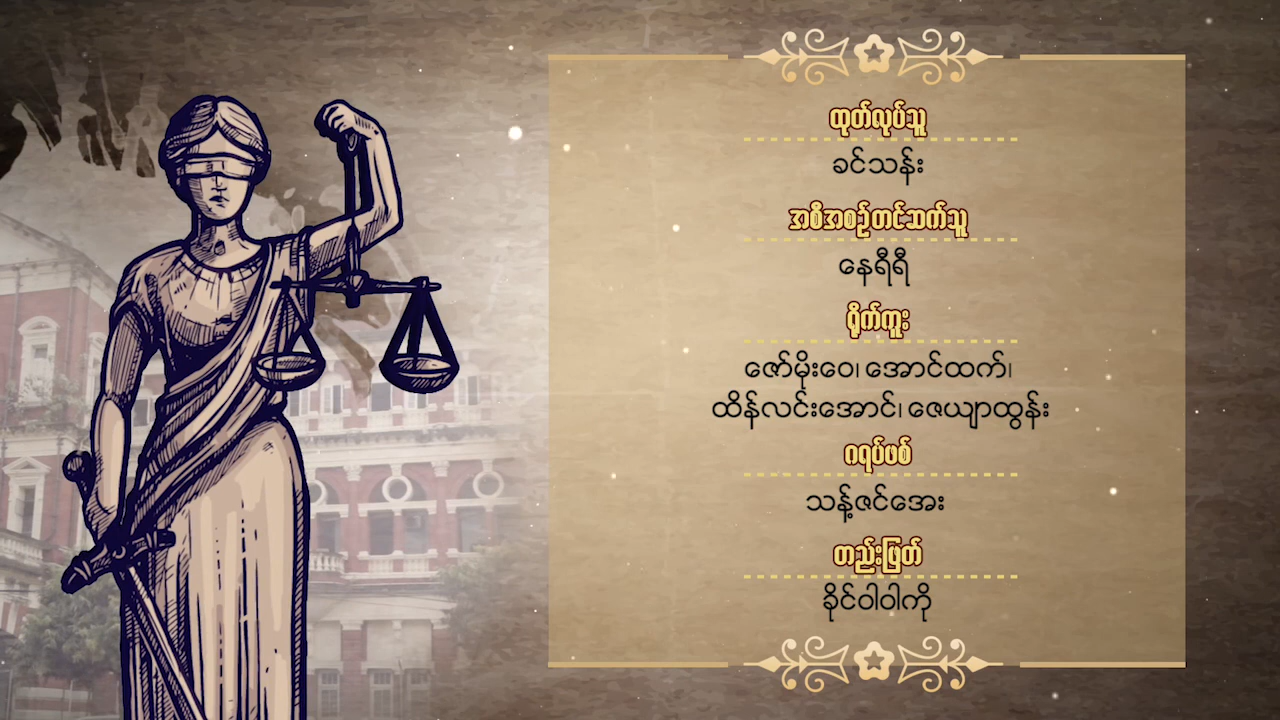 ထုတ်လုပ်သူ
ခင်သန်း
အစီအစဉ်တင်ဆက်သူ
နေရီရီ
ရိုက်ကူး
ဇော်မိုးဝေ၊ အောင်ထက်၊
ထိန်လင်းအောင်၊ ဇေယျာထွန်း
ဂရပ်ဖစ်
သန့်ဇင်အေး
တည်းဖြတ်
ခိုင်ဝါဝါကို